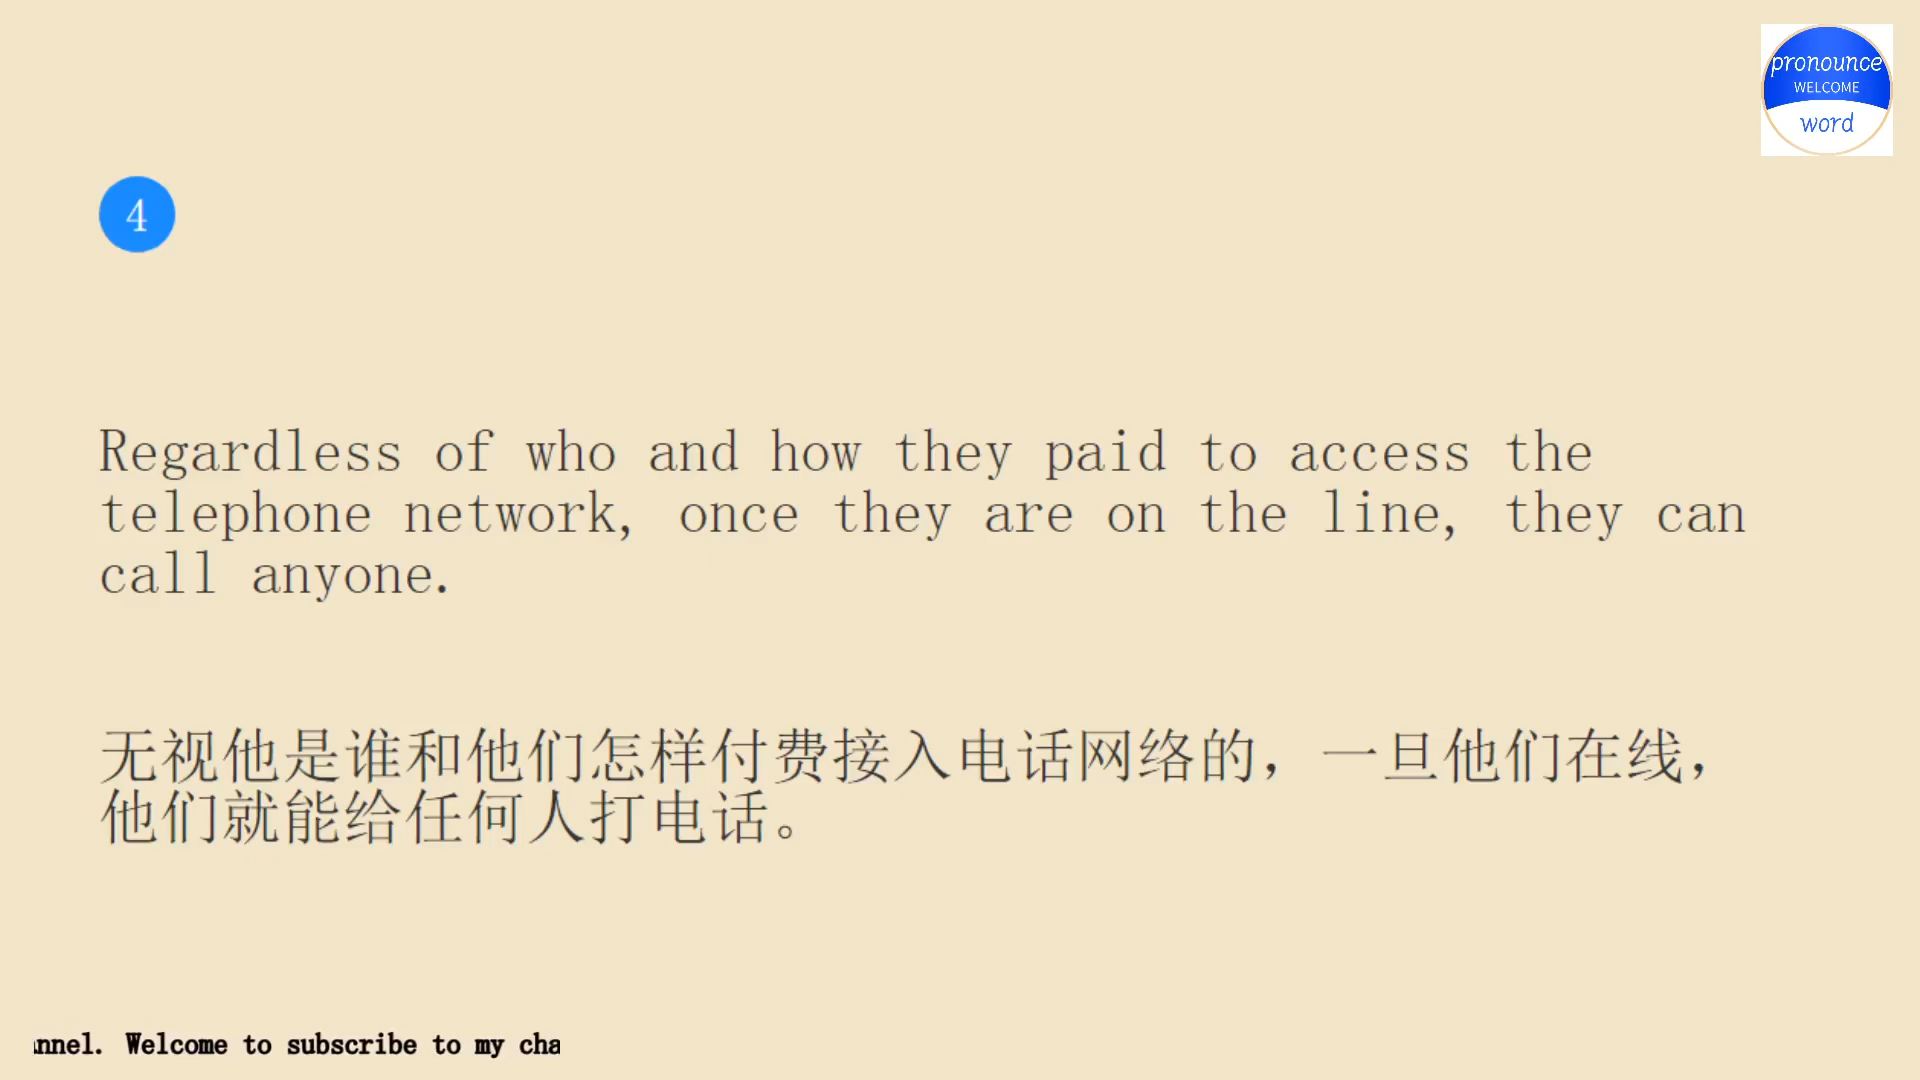 pronounce
WELCOME
word
4
Regardless of who and how they paid to access the
telephone network, once they are on the line, they can
call anyone.
无视他是谁和他们怎样付费接入电话网络的，一旦他们在线，
他们就能给任何人打电话。
nnel. Welcome to subscribe to my cha